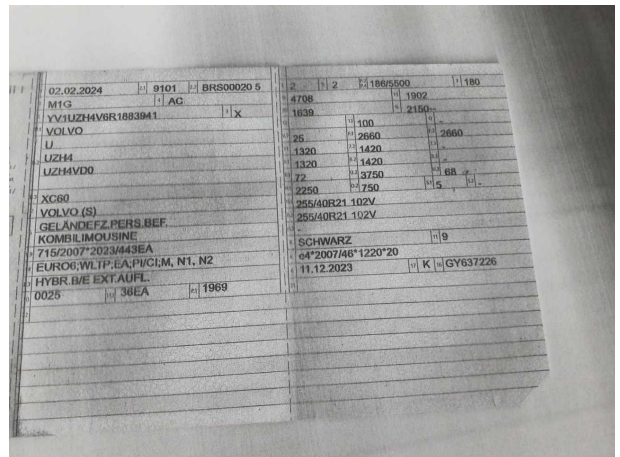 02.02.2024 9101 BRS00020 5
M1G AC
YV1UZH4V6R1883941 X
VOLVO
U
UZH4
UZH4VD0
XC60
VOLVO (S)
GELÄNDEFZ.PERS.BEF.
KOMBILIMOUSINE
715/2007*2023/443EA
EURO6;WLTP;EA;PI/CI;M, N1, N2
HYBR.B/E EXT.AUFL.
0025 36EA 1969
2 2 186/5500 180
4708 1902
1639 2150--
100 -
25 2660 2660
1320 1420 -
1320 1420 -
72 3750 68
2250 750 5 -
255/40R21 102V
255/40R21 102V
-
SCHWARZ 9
e4*2007/46*1220*20
11.12.2023 K GY637226